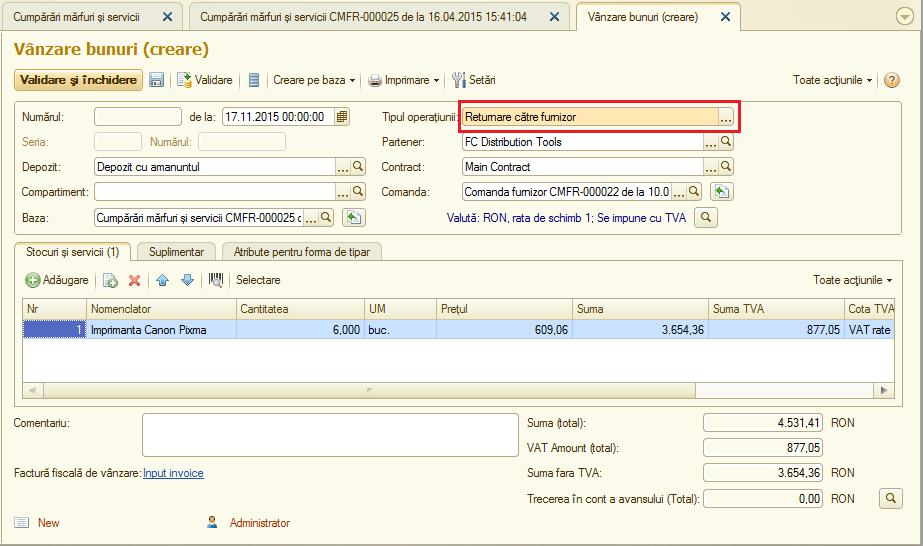 Cumpărări mărfuri și servicii
Cumpărări mărfuri și servicii CMFR-000025 de la 16.04.2015 15:41:04
Vânzare bunuri (creare)
Vânzare bunuri (creare)
Validare și închidere Validare Creare pe baza Imprimare Setări Toate acțiunile
Numărul: de la: 17.11.2015 00:00:00 Tipul operațiunii: Returnare către furnizor
Seria: Numărul: Partener: FC Distribution Tools
Depozit: Depozit cu amanuntul Contract: Main Contract
Compartiment: Comanda: Comanda furnizor CMFR-000022 de la 10.0
Baza: Cumpărări mărfuri și servicii CMFR-000025 Valută: RON, rata de schimb 1; Se impune cu TVA
Stocuri și servicii (1) Suplimentar Atribute pentru forma de tipar
Adăugare Selectare Toate acțiunile
Nr Nomenclator Cantitatea UM Prețul Suma Suma TVA Cota TVA
1 Imprimanta Canon Pixma 6,000 buc. 609,06 3.654,36 877,05 VAT rate
Comentariu: Suma (total): 4.531,41 RON
VAT Amount (total): 877,05
Factură fiscală de vânzare: Input invoice Suma fara TVA: 3.654,36 RON
Trecerea în cont a avansului (Total): 0,00 RON
New Administrator